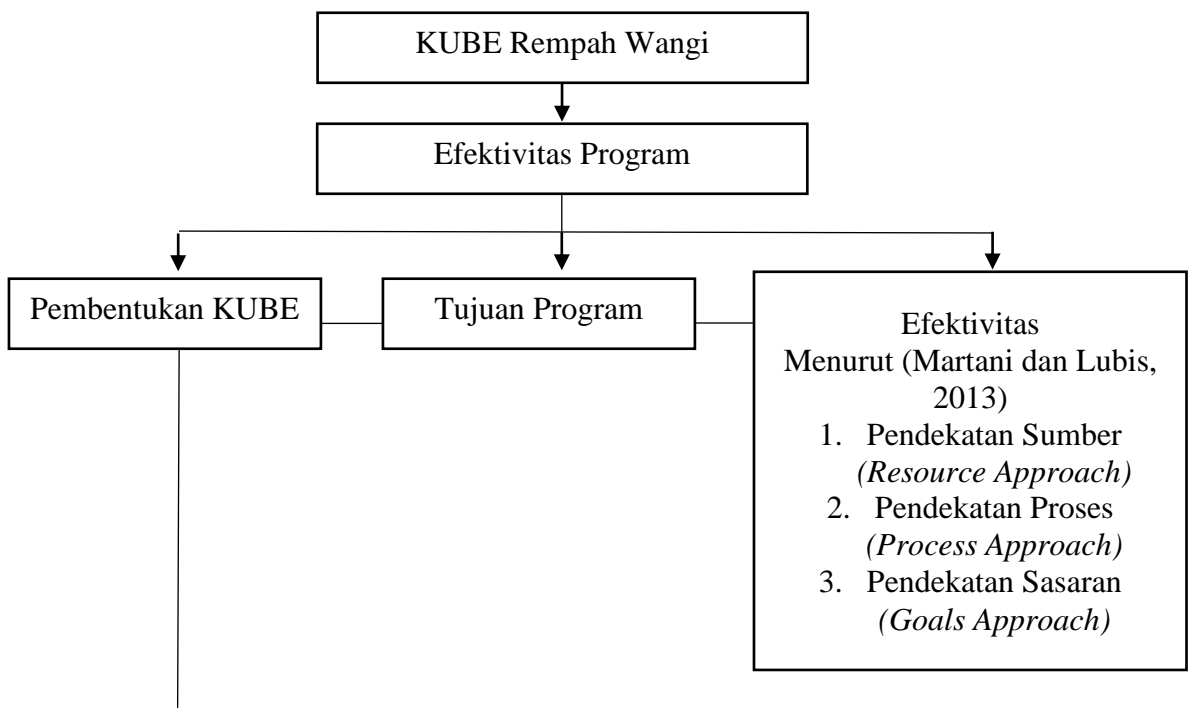 KUBE Rempah Wangi
Efektivitas Program
Pembentukan KUBE
Tujuan Program
Efektivitas
Menurut (Martani dan Lubis,
2013)
1. Pendekatan Sumber
(Resource Approach)
2. Pendekatan Proses
(Process Approach)
3. Pendekatan Sasaran
(Goals Approach)